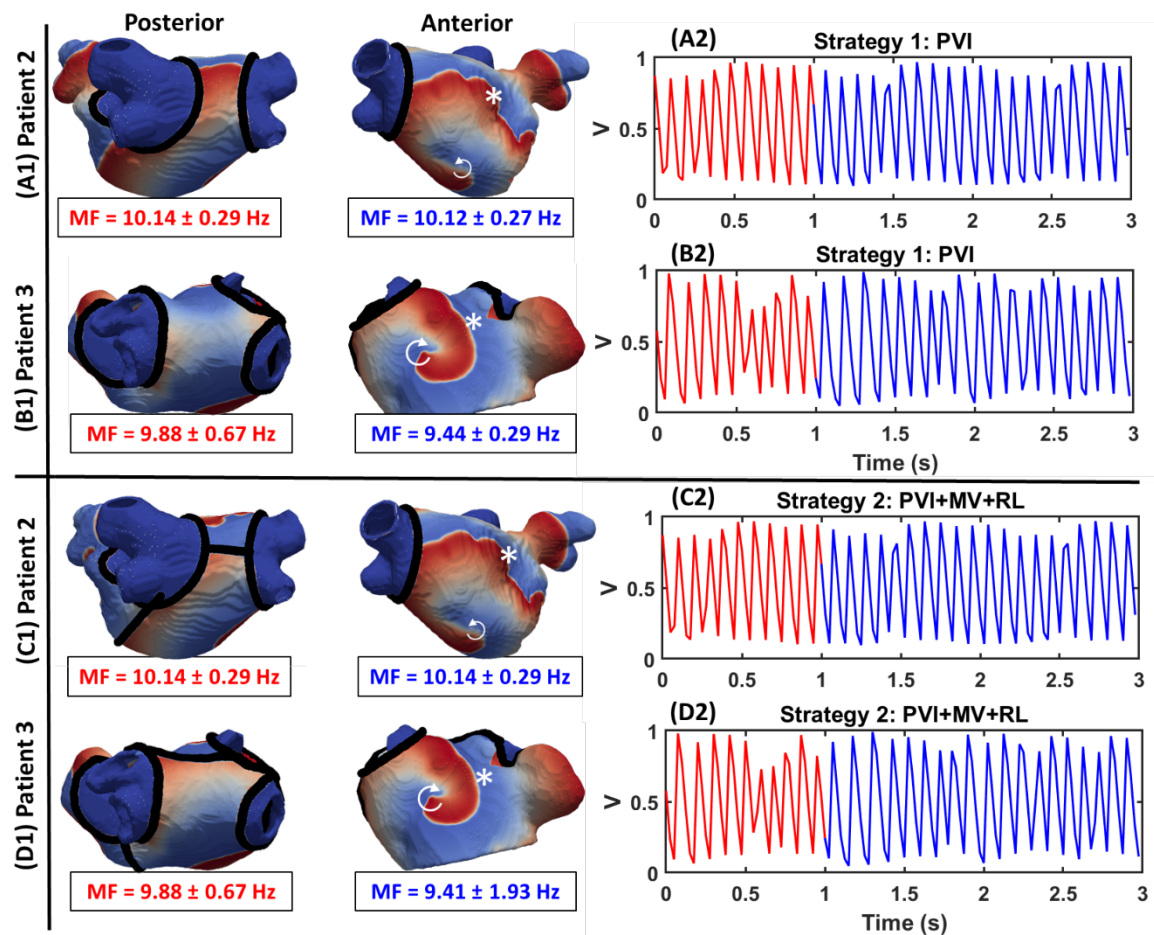 Posterior
Anterior
(A1) Patient 2
MF = 10.14 ± 0.29 Hz
MF = 10.12 ± 0.27 Hz
(A2)
Strategy 1: PVI
V
1
0.5
0
0 0.5 1 1.5 2 2.5 3
(B1) Patient 3
*
*
MF = 9.88 ± 0.67 Hz
MF = 9.44 ± 0.29 Hz
(B2)
Strategy 1: PVI
V
1
0.5
0
0 0.5 1 1.5 2 2.5 3
Time (s)
(C1) Patient 2
*
MF = 10.14 ± 0.29 Hz
MF = 10.14 ± 0.29 Hz
(C2)
Strategy 2: PVI+MV+RL
V
1
0.5
0
0 0.5 1 1.5 2 2.5 3
(D1) Patient 3
*
MF = 9.88 ± 0.67 Hz
MF = 9.41 ± 1.93 Hz
(D2)
Strategy 2: PVI+MV+RL
V
1
0.5
0
0 0.5 1 1.5 2 2.5 3
Time (s)